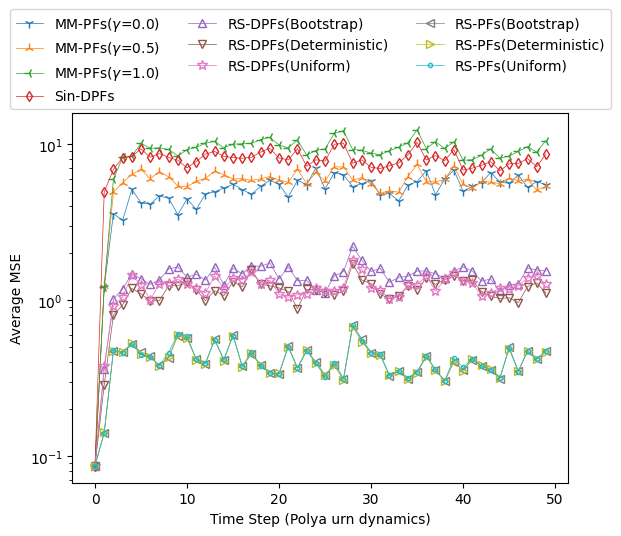 MM-PFs(γ=0.0)
MM-PFs(γ=0.5)
MM-PFs(γ=1.0)
Sin-DPFs
RS-DPFs(Bootstrap)
RS-DPFs(Deterministic)
RS-DPFs(Uniform)
RS-PFs(Bootstrap)
RS-PFs(Deterministic)
RS-PFs(Uniform)
Average MSE
10¹
10⁰
10⁻¹
0 10 20 30 40 50
Time Step (Polya urn dynamics)